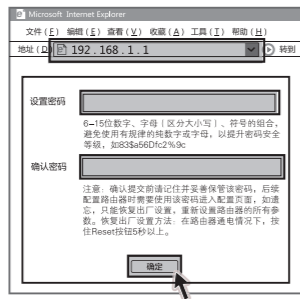 Microsoft Internet Explorer
文件(F) 编辑(E) 查看(V) 收藏(A) 工具(T) 帮助(H)
地址(D) 192.168.1.1 转到
设置密码
6-15位数字、字母(区分大小写)、符号的组合,
避免使用有规律的纯数字或字母,以提升密码安全
等级,如83$a56Dfc2%9c
确认密码
注意:确认提交前请记住并妥善保管该密码,后续
配置路由器时需要使用该密码进入配置页面,如遗
忘,只能恢复出厂设置,重新设置路由器的所有参
数。恢复出厂设置方法:在路由器通电情况下,按
住Reset按钮5秒以上。
确定